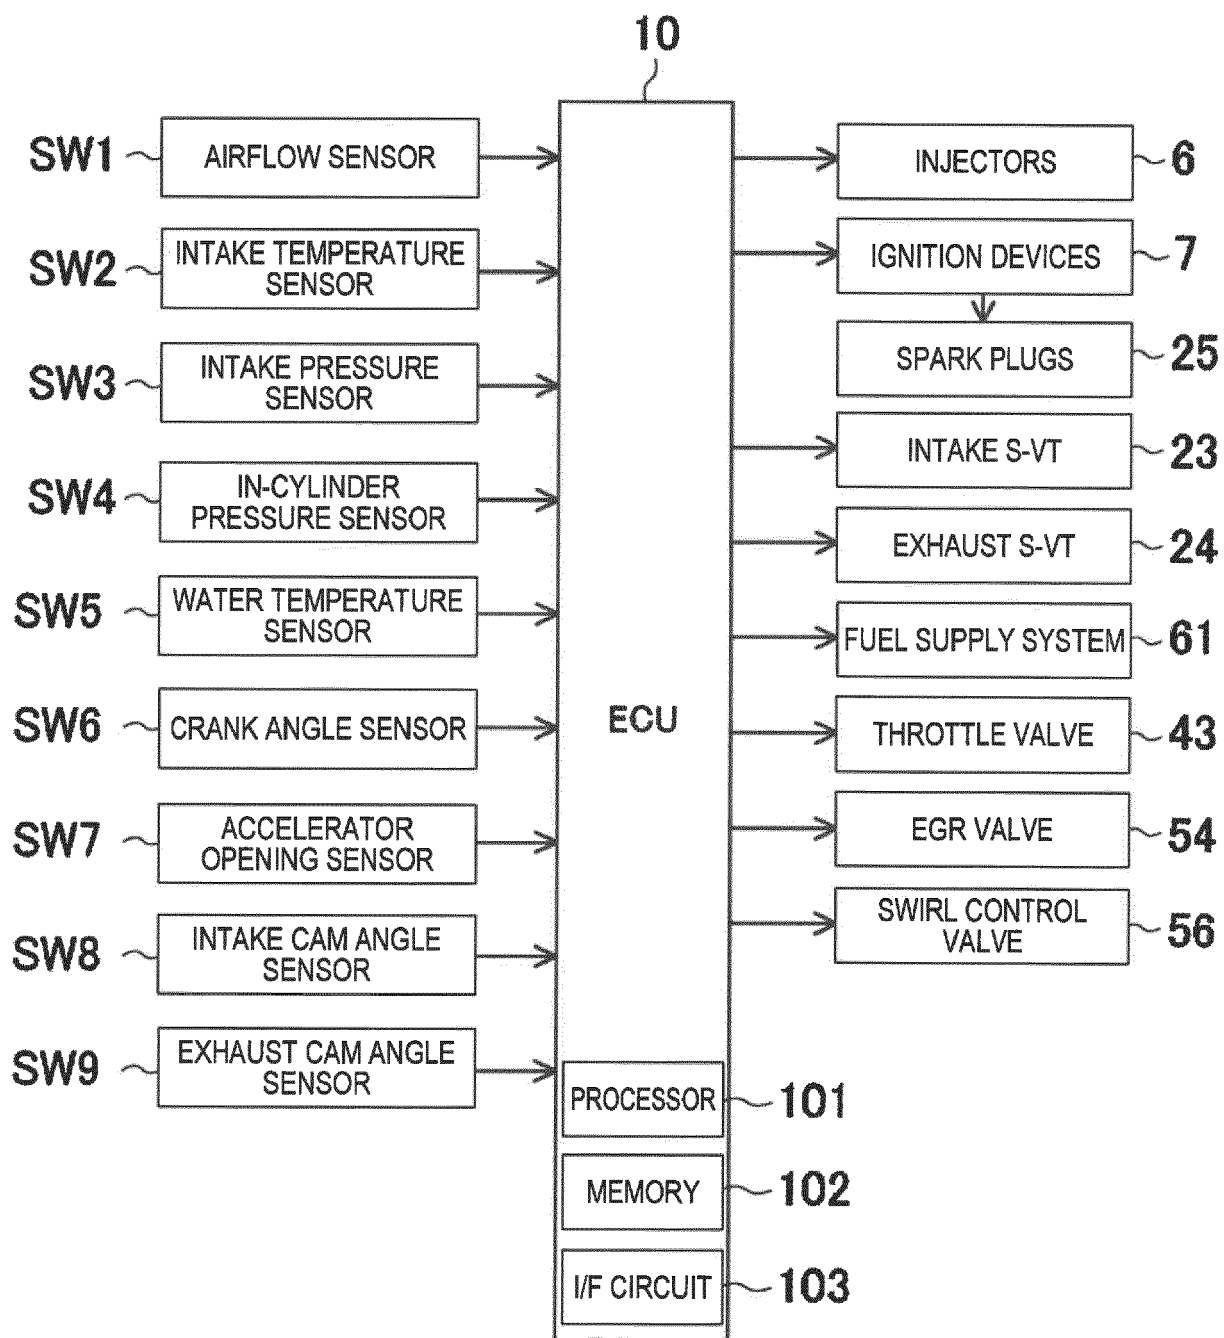 10
SW1
AIRFLOW SENSOR
SW2
INTAKE TEMPERATURE
SENSOR
SW3
INTAKE PRESSURE
SENSOR
SW4
IN-CYLINDER
PRESSURE SENSOR
SW5
WATER TEMPERATURE
SENSOR
SW6
CRANK ANGLE SENSOR
SW7
ACCELERATOR
OPENING SENSOR
SW8
INTAKE CAM ANGLE
SENSOR
SW9
EXHAUST CAM ANGLE
SENSOR
ECU
PROCESSOR
101
MEMORY
102
I/F CIRCUIT
103
INJECTORS
6
IGNITION DEVICES
7
SPARK PLUGS
25
INTAKE S-VT
23
EXHAUST S-VT
24
FUEL SUPPLY SYSTEM
61
THROTTLE VALVE
43
EGR VALVE
54
SWIRL CONTROL
VALVE
56